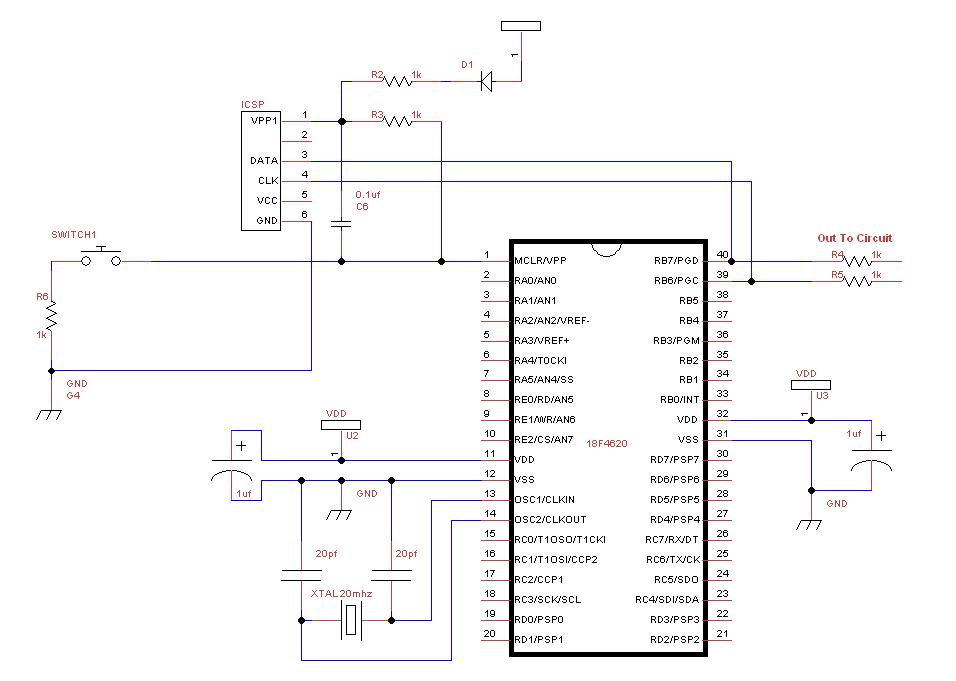 1
D1
R2 1k
ICSP
VPP1 1
R3 1k
2
DATA 3
CLK 4
VCC 5
GND 6
0.1uf
C6
SWITCH1
R6
1k
GND
G4
Out To Circuit
R4 1k
R5 1k
1 MCLR/VPP RB7/PGD 40
2 RA0/AN0 RB6/PGC 39
3 RA1/AN1 RB5 38
4 RA2/AN2/VREF- RB4 37
5 RA3/VREF+ RB3/PGM 36
6 RA4/TOCKI RB2 35
7 RA5/AN4/SS RB1 34
8 RE0/RD/AN5 RB0/INT 33
9 RE1/WR/AN6 VDD 32
10 RE2/CS/AN7 VSS 31
11 VDD RD7/PSP7 30
12 VSS RD6/PSP6 29
13 OSC1/CLKIN RD5/PSP5 28
14 OSC2/CLKOUT RD4/PSP4 27
15 RC0/T1OSO/T1CKI RC7/RX/DT 26
16 RC1/T1OSI/CCP2 RC6/TX/CK 25
17 RC2/CCP1 RC5/SDO 24
18 RC3/SCK/SCL RC4/SDI/SDA 23
19 RD0/PSP0 RD3/PSP3 22
20 RD1/PSP1 RD2/PSP2 21
18F4620
VDD
U2
1
+
1uf
GND
20pf 20pf
XTAL20mhz
VDD
U3
1
1uf +
GND